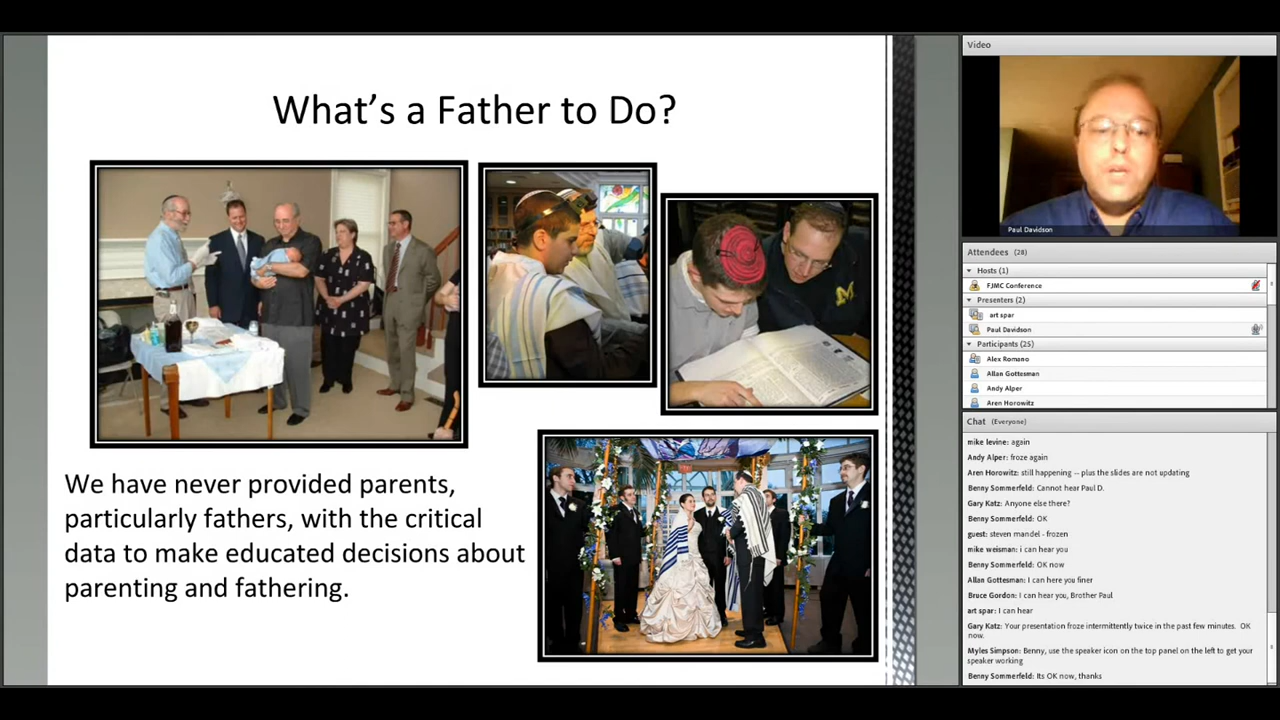 What's a Father to Do?
M
We have never provided parents,
particularly fathers, with the critical
data to make educated decisions about
parenting and fathering.
Video
Paul Davidson
Attendees (28)
Hosts (1)
FJMC Conference
Presenters (2)
art spar
Paul Davidson
Participants (25)
Alex Romano
Allan Gottesman
Andy Alper
Aren Horowitz
Chat (Everyone)
mike levine: again
Andy Alper: froze again
Aren Horowitz: still happening -- plus the slides are not updating
Benny Sommerfeld: Cannot hear Paul D.
Gary Katz: Anyone else there?
Benny Sommerfeld: OK
guest: steven mandel - frozen
mike weisman: i can hear you
Benny Sommerfeld: OK now
Allan Gottesman: I can here you finer
Bruce Gordon: I can hear you, Brother Paul
art spar: I can hear
Gary Katz: Your presentation froze intermittently twice in the past few minutes. OK
now.
Myles Simpson: Benny, use the speaker icon on the top panel on the left to get your
speaker working
Benny Sommerfeld: Its OK now, thanks